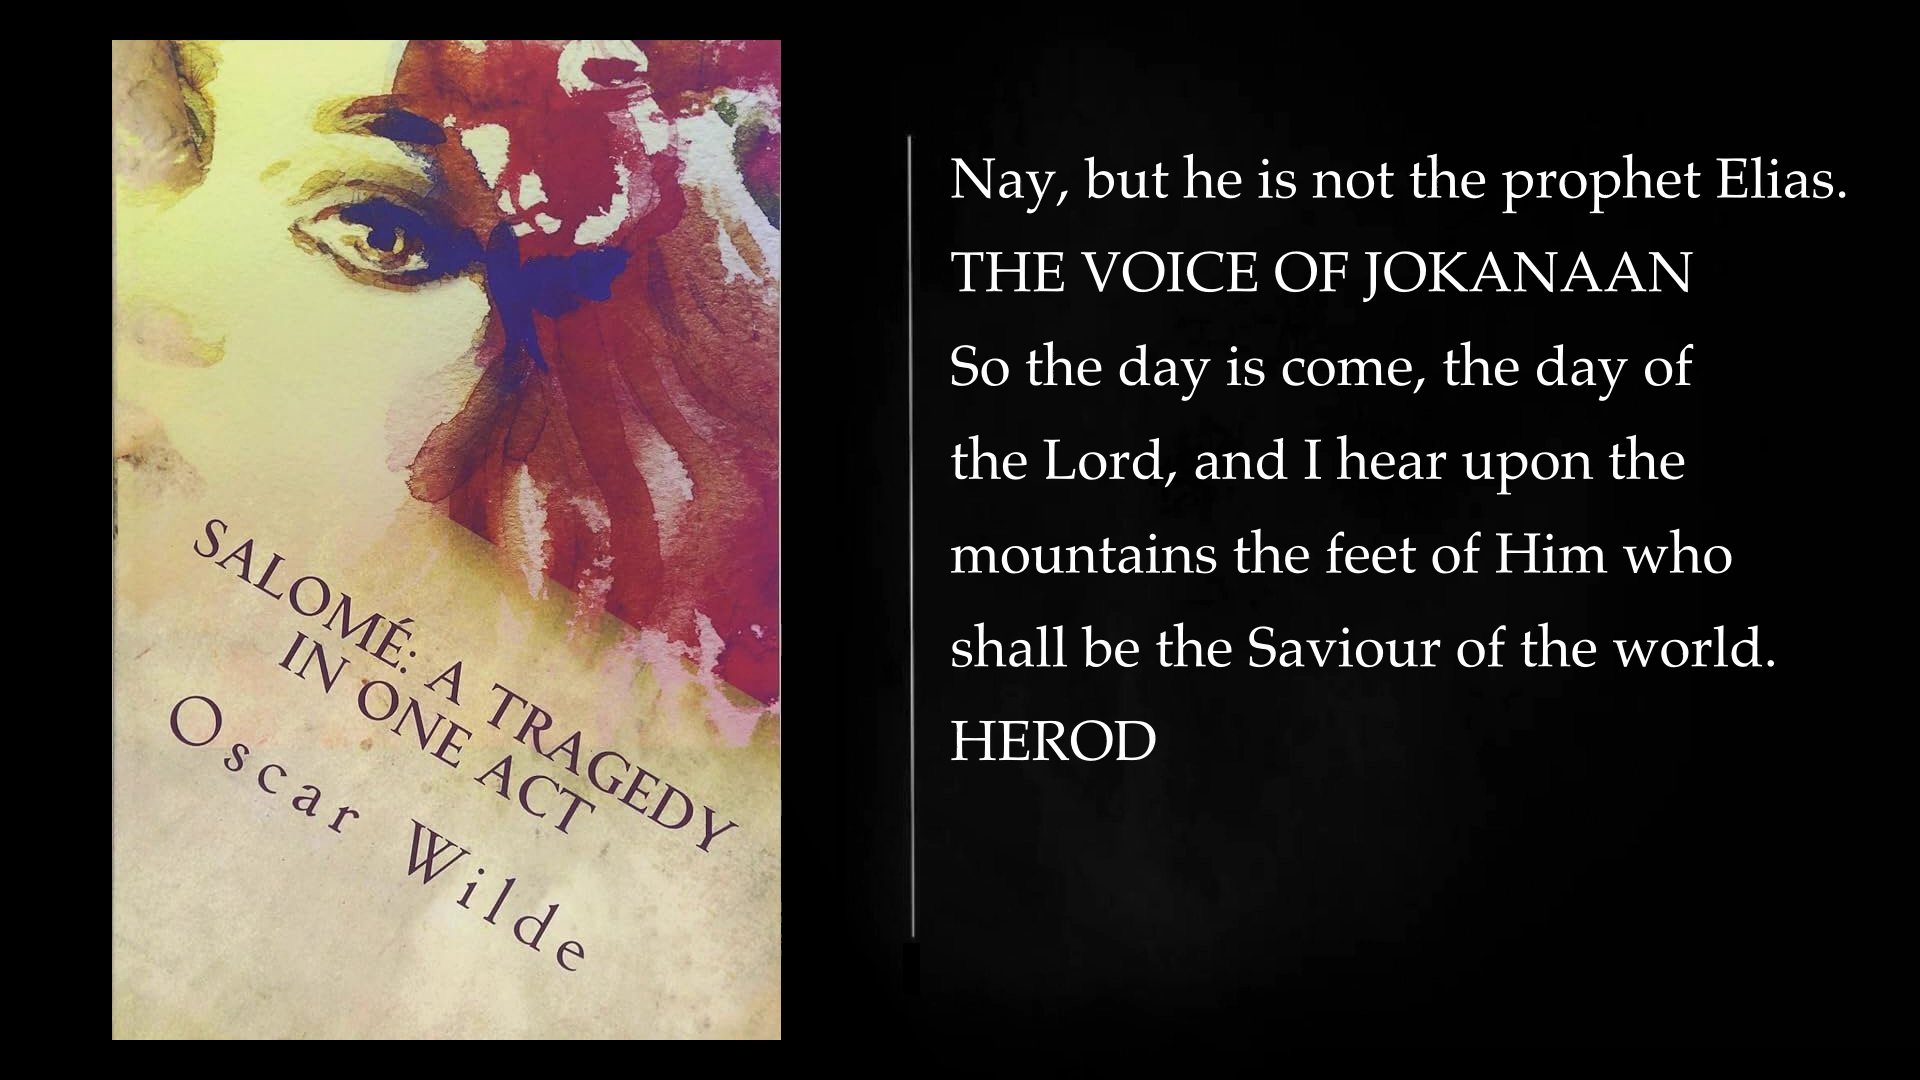 SALOMÉ: A TRAGEDY
IN ONE ACT
Oscar Wilde
Nay, but he is not the prophet Elias.
THE VOICE OF JOKANAAN
So the day is come, the day of
the Lord, and I hear upon the
mountains the feet of Him who
shall be the Saviour of the world.
HEROD